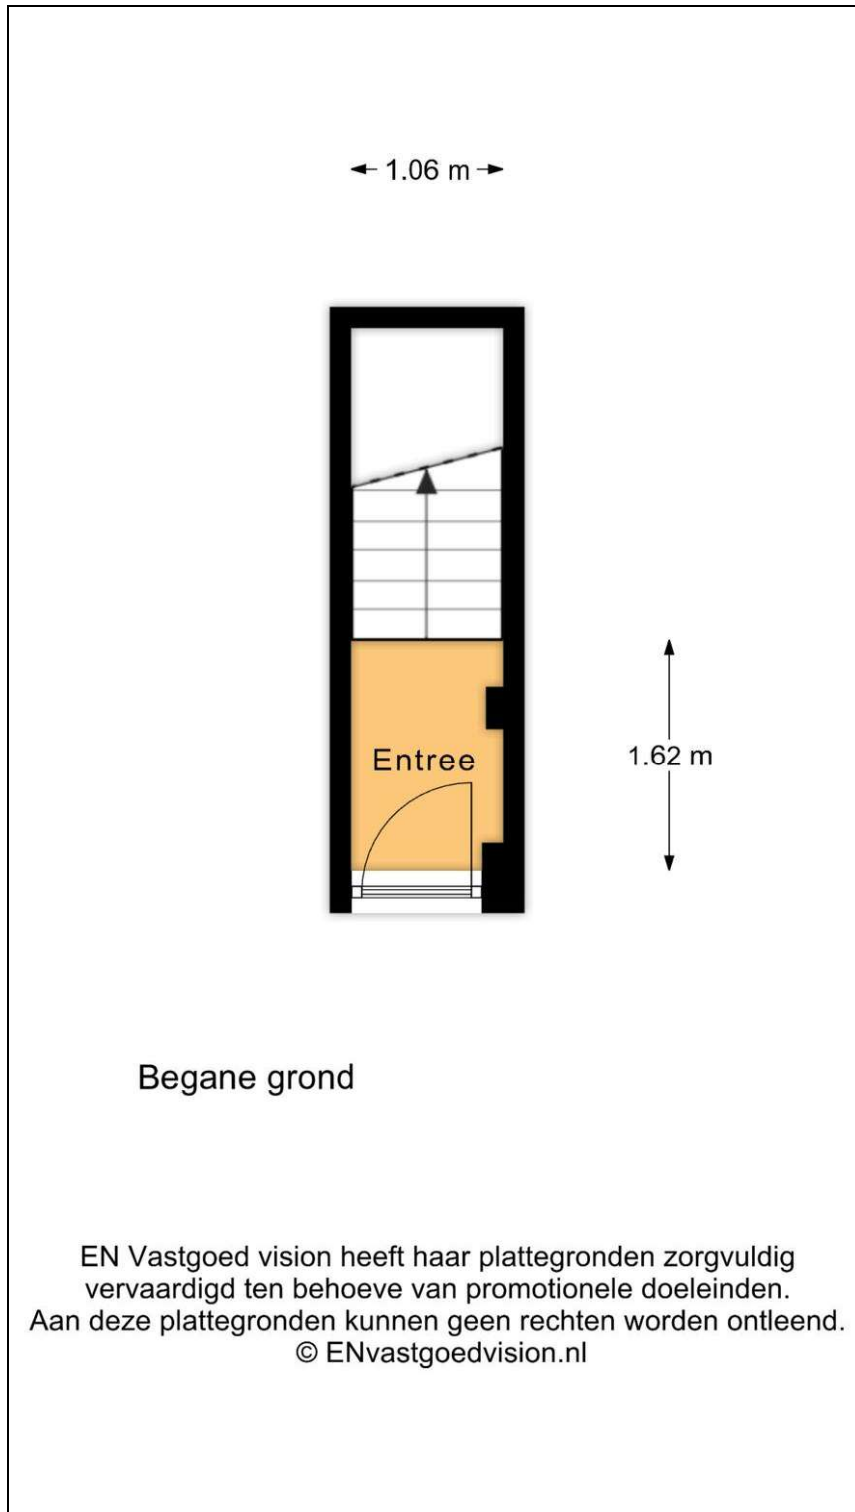 1.06 m
Entree
1.62 m
Begane grond
EN Vastgoed vision heeft haar plattegronden zorgvuldig
vervaardigd ten behoeve van promotionele doeleinden.
Aan deze plattegronden kunnen geen rechten worden ontleend.
© ENvastgoedvision.nl